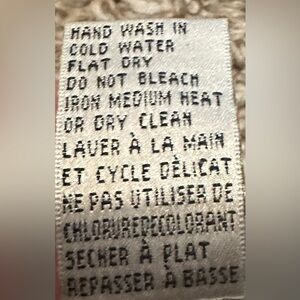 HAND WASH IN
COLD WATER
FLAT DRY
DO NOT BLEACH
IRON MEDIUM HEAT
OR DRY CLEAN
LAVER À LA MAIN
ET CYCLE DÈLICAT
NE PAS UTILISER DE
CHLORUREDECOLORANT
SECHER À PLAT
REPASSER À BASSE